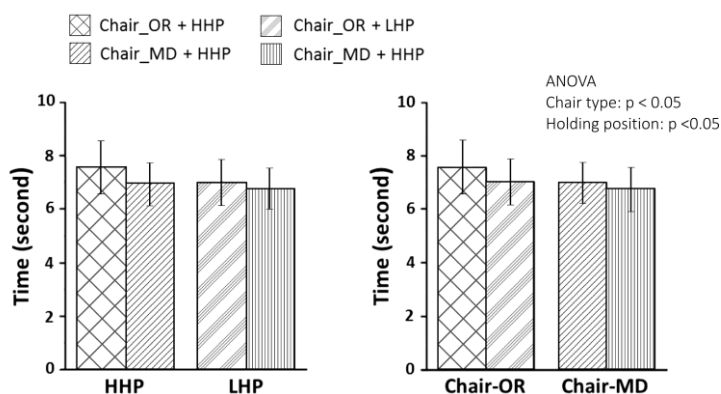 Chair_OR + HHP
Chair_OR + LHP
Chair_MD + HHP
Chair_MD + HHP
Time (second)
10
8
6
4
2
0
HHP
LHP
Time (second)
10
8
6
4
2
0
Chair-OR
Chair-MD
ANOVA
Chair type: p < 0.05
Holding position: p <0.05